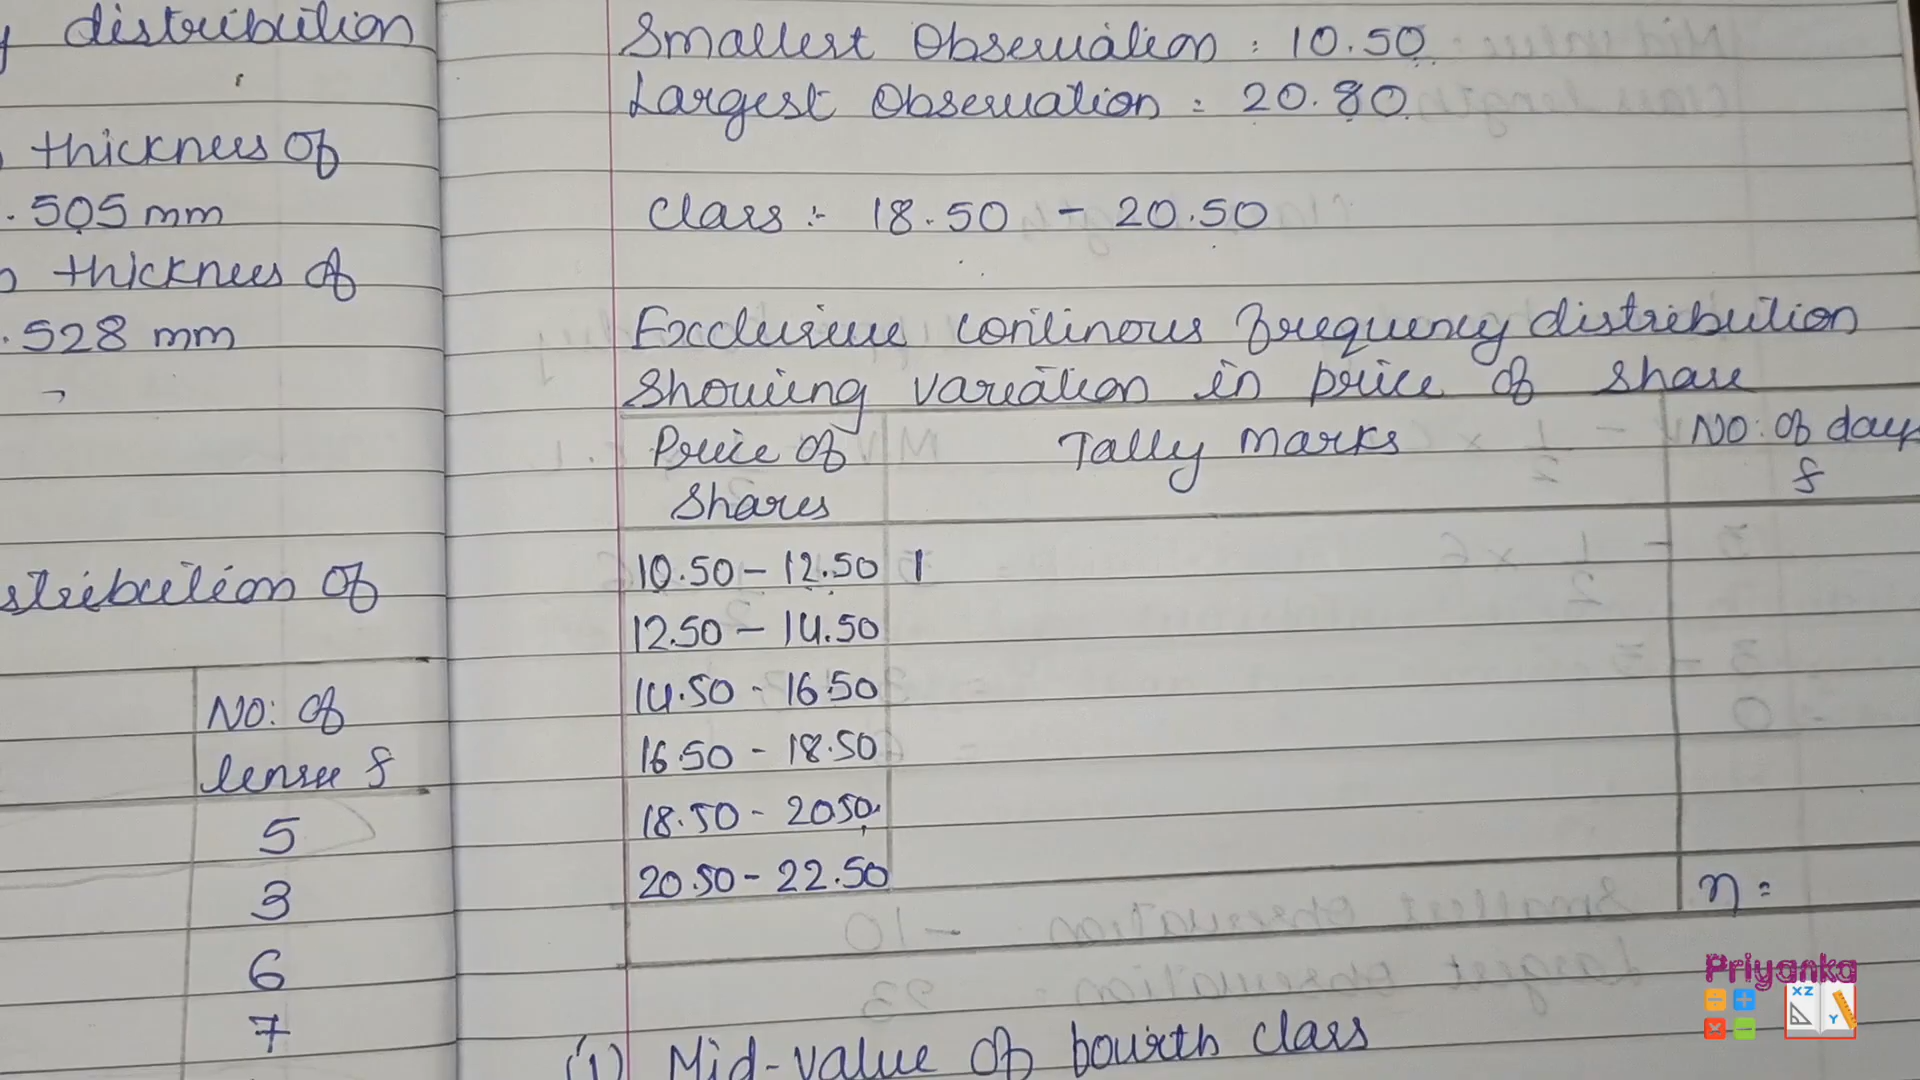 distribution
thickness of
.505 mm
thickness of
.528 mm
stribution of
No: of
lense f
5
3
6
7
Smallest Observation : 10.50
Largest Observation : 20.80
class :- 18.50 - 20.50
Exclusive continous frequency distribution
Showing variation in price of share
Price of Shares
Tally marks
No: of days f
10.50 - 12.50 |
12.50 - 14.50
14.50 - 16.50
16.50 - 18.50
18.50 - 20.50
20.50 - 22.50
n =
(1) Mid-value of fourth class
Priyanka
XZ
Y